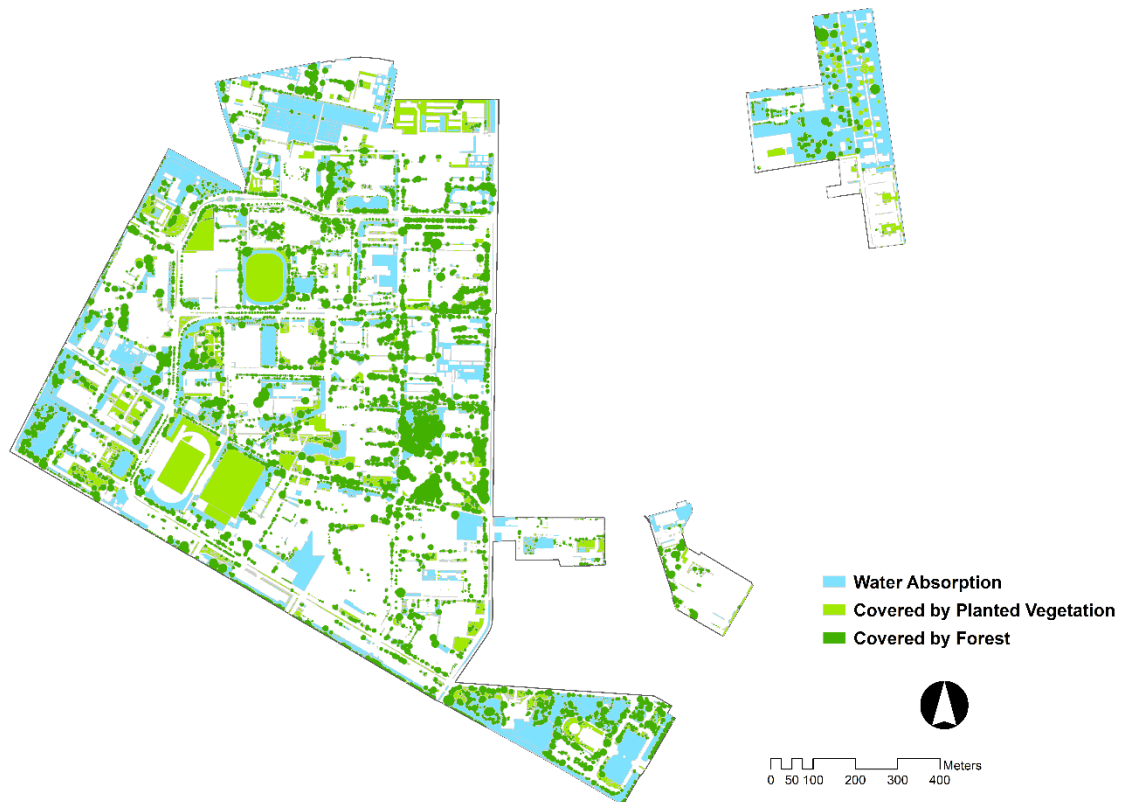 Water Absorption
Covered by Planted Vegetation
Covered by Forest
Meters
0 50 100 200 300 400